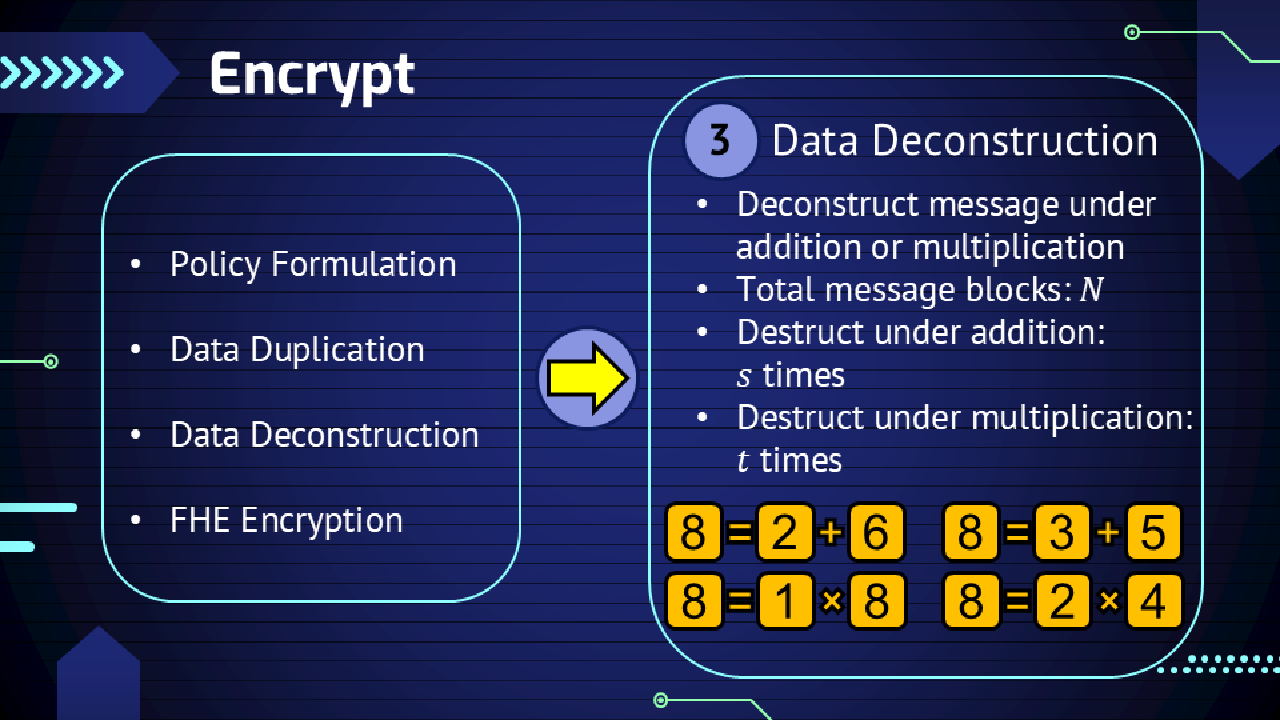 Encrypt
• Policy Formulation
• Data Duplication
• Data Deconstruction
• FHE Encryption
3 Data Deconstruction
• Deconstruct message under
addition or multiplication
• Total message blocks: N
• Destruct under addition:
s times
• Destruct under multiplication:
t times
8 = 2 + 6 8 = 3 + 5
8 = 1 × 8 8 = 2 × 4